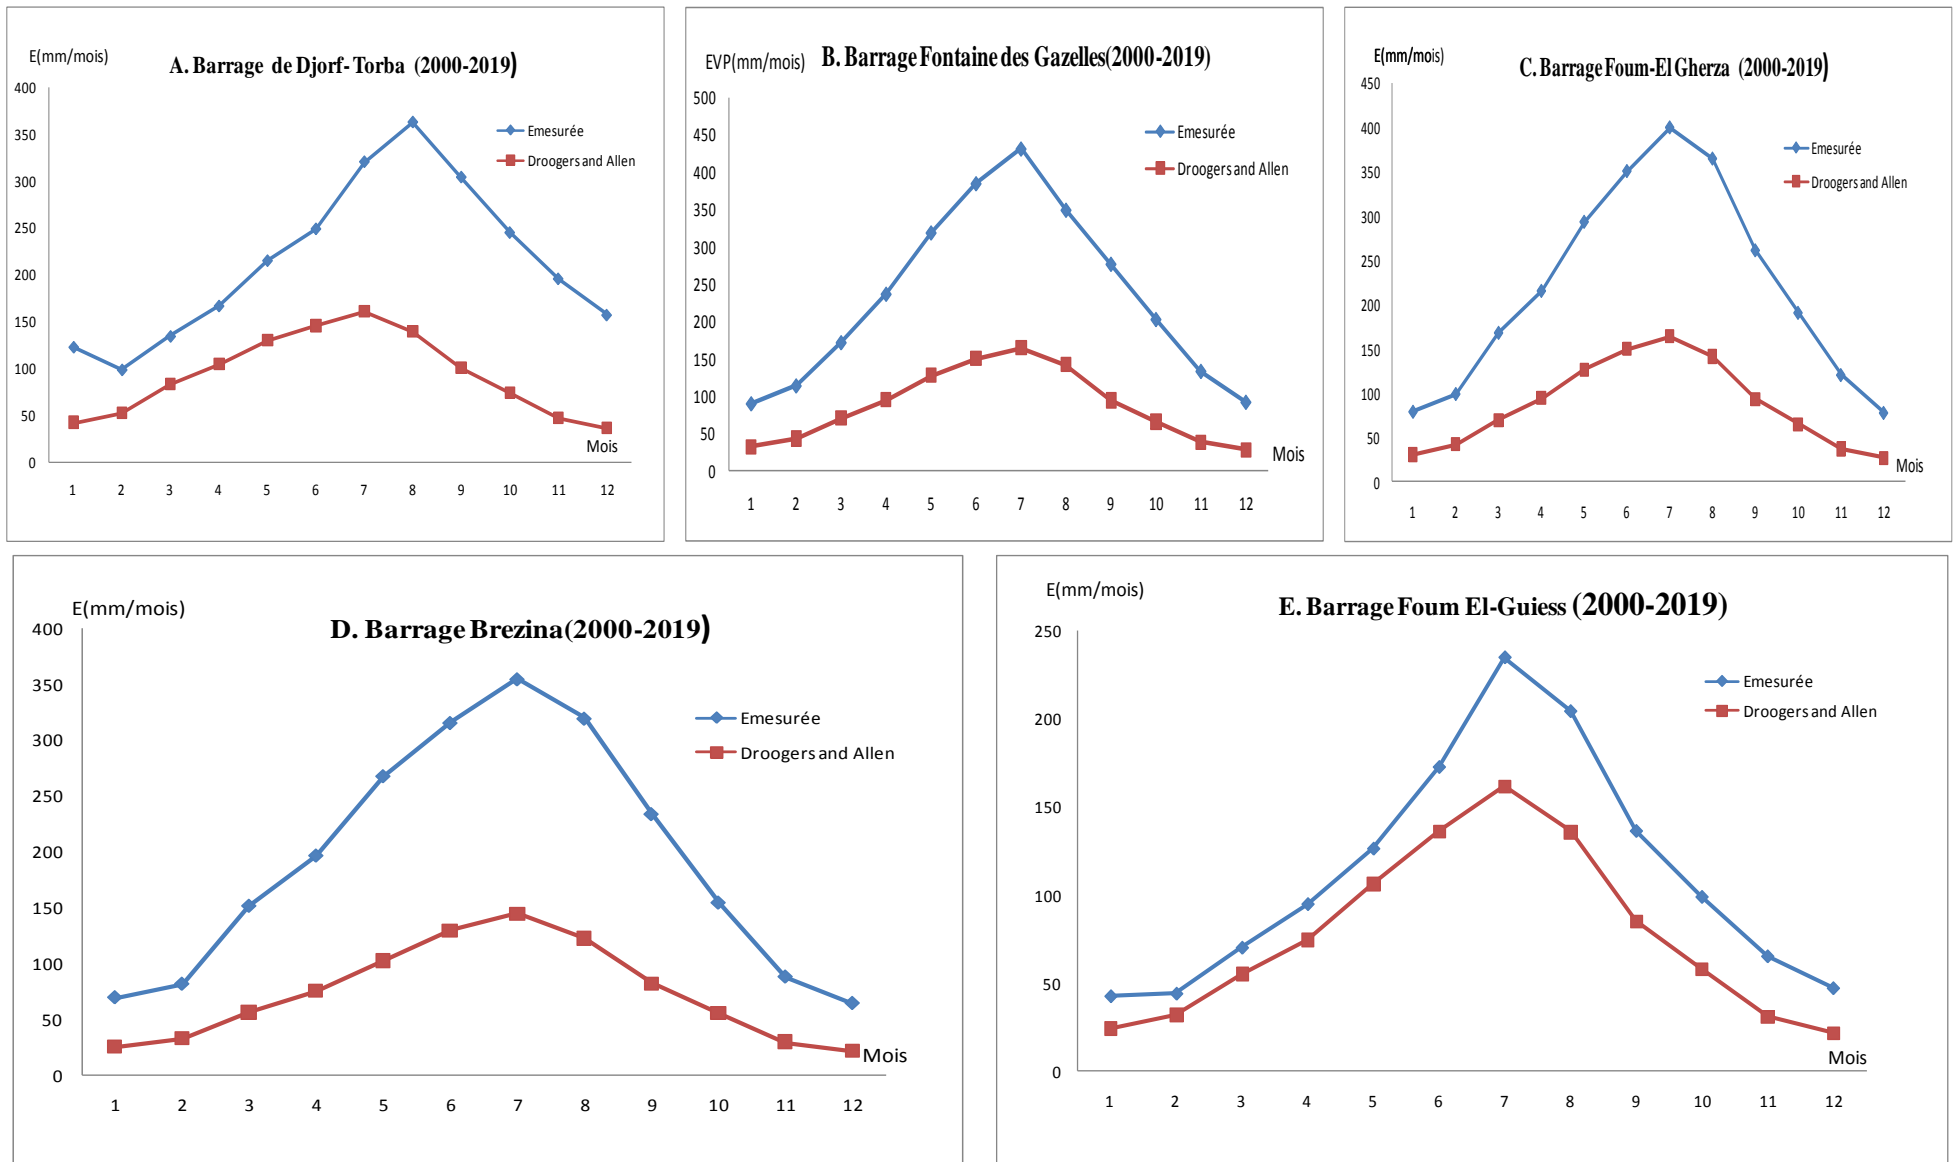 E(mm/mois)
A. Barrage de Djorf- Torba (2000-2019)
400
350
300
250
200
150
100
50
0
Emesurée
Droogers and Allen
Mois
1 2 3 4 5 6 7 8 9 10 11 12
EVP(mm/mois)
B. Barrage Fontaine des Gazelles(2000-2019)
500
450
400
350
300
250
200
150
100
50
0
Emesurée
Droogers and Allen
Mois
1 2 3 4 5 6 7 8 9 10 11 12
E(mm/mois)
C. Barrage Foum-El Gherza (2000-2019)
450
400
350
300
250
200
150
100
50
0
Emesurée
Droogers and Allen
Mois
1 2 3 4 5 6 7 8 9 10 11 12
E(mm/mois)
D. Barrage Brezina(2000-2019)
400
350
300
250
200
150
100
50
0
Emesurée
Droogers and Allen
Mois
1 2 3 4 5 6 7 8 9 10 11 12
E(mm/mois)
E. Barrage Foum El-Guiess (2000-2019)
250
200
150
100
50
0
Emesurée
Droogers and Allen
Mois
1 2 3 4 5 6 7 8 9 10 11 12